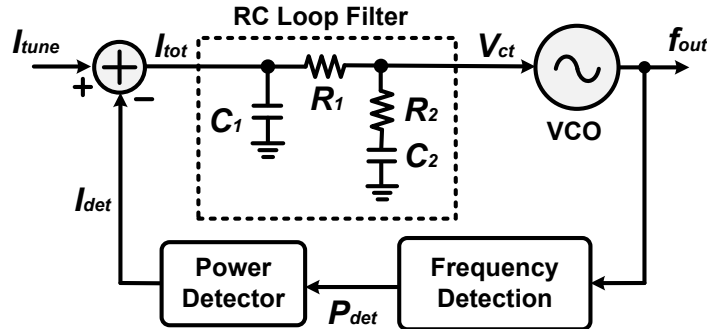 RC Loop Filter
Itune
Itot
Vct
fout
+
−
C1
R1
R2
C2
VCO
Idet
Power
Detector
Pdet
Frequency
Detection